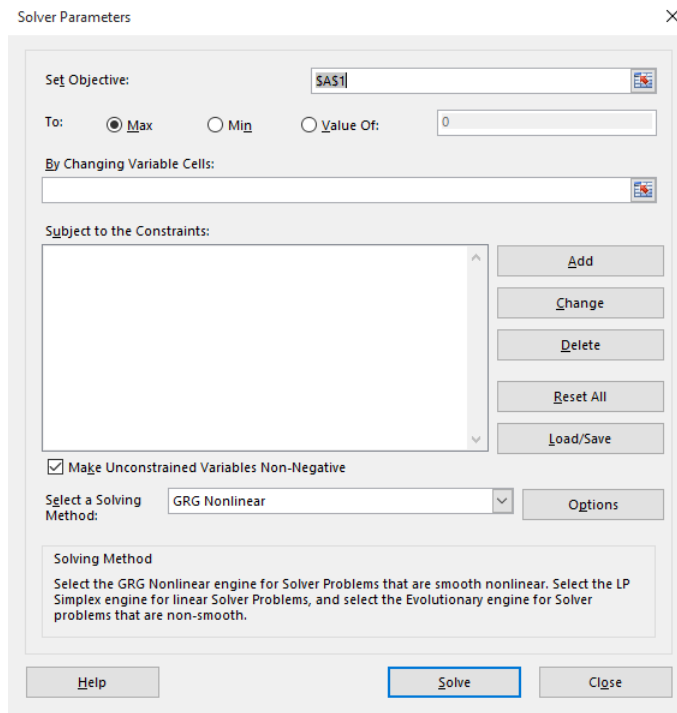 Solver Parameters
Set Objective: $A$1
To: Max Min Value Of: 0
By Changing Variable Cells:
Subject to the Constraints:
Add
Change
Delete
Reset All
Load/Save
Make Unconstrained Variables Non-Negative
Select a Solving
Method:
GRG Nonlinear
Options
Solving Method
Select the GRG Nonlinear engine for Solver Problems that are smooth nonlinear. Select the LP
Simplex engine for linear Solver Problems, and select the Evolutionary engine for Solver
problems that are non-smooth.
Help Solve Close